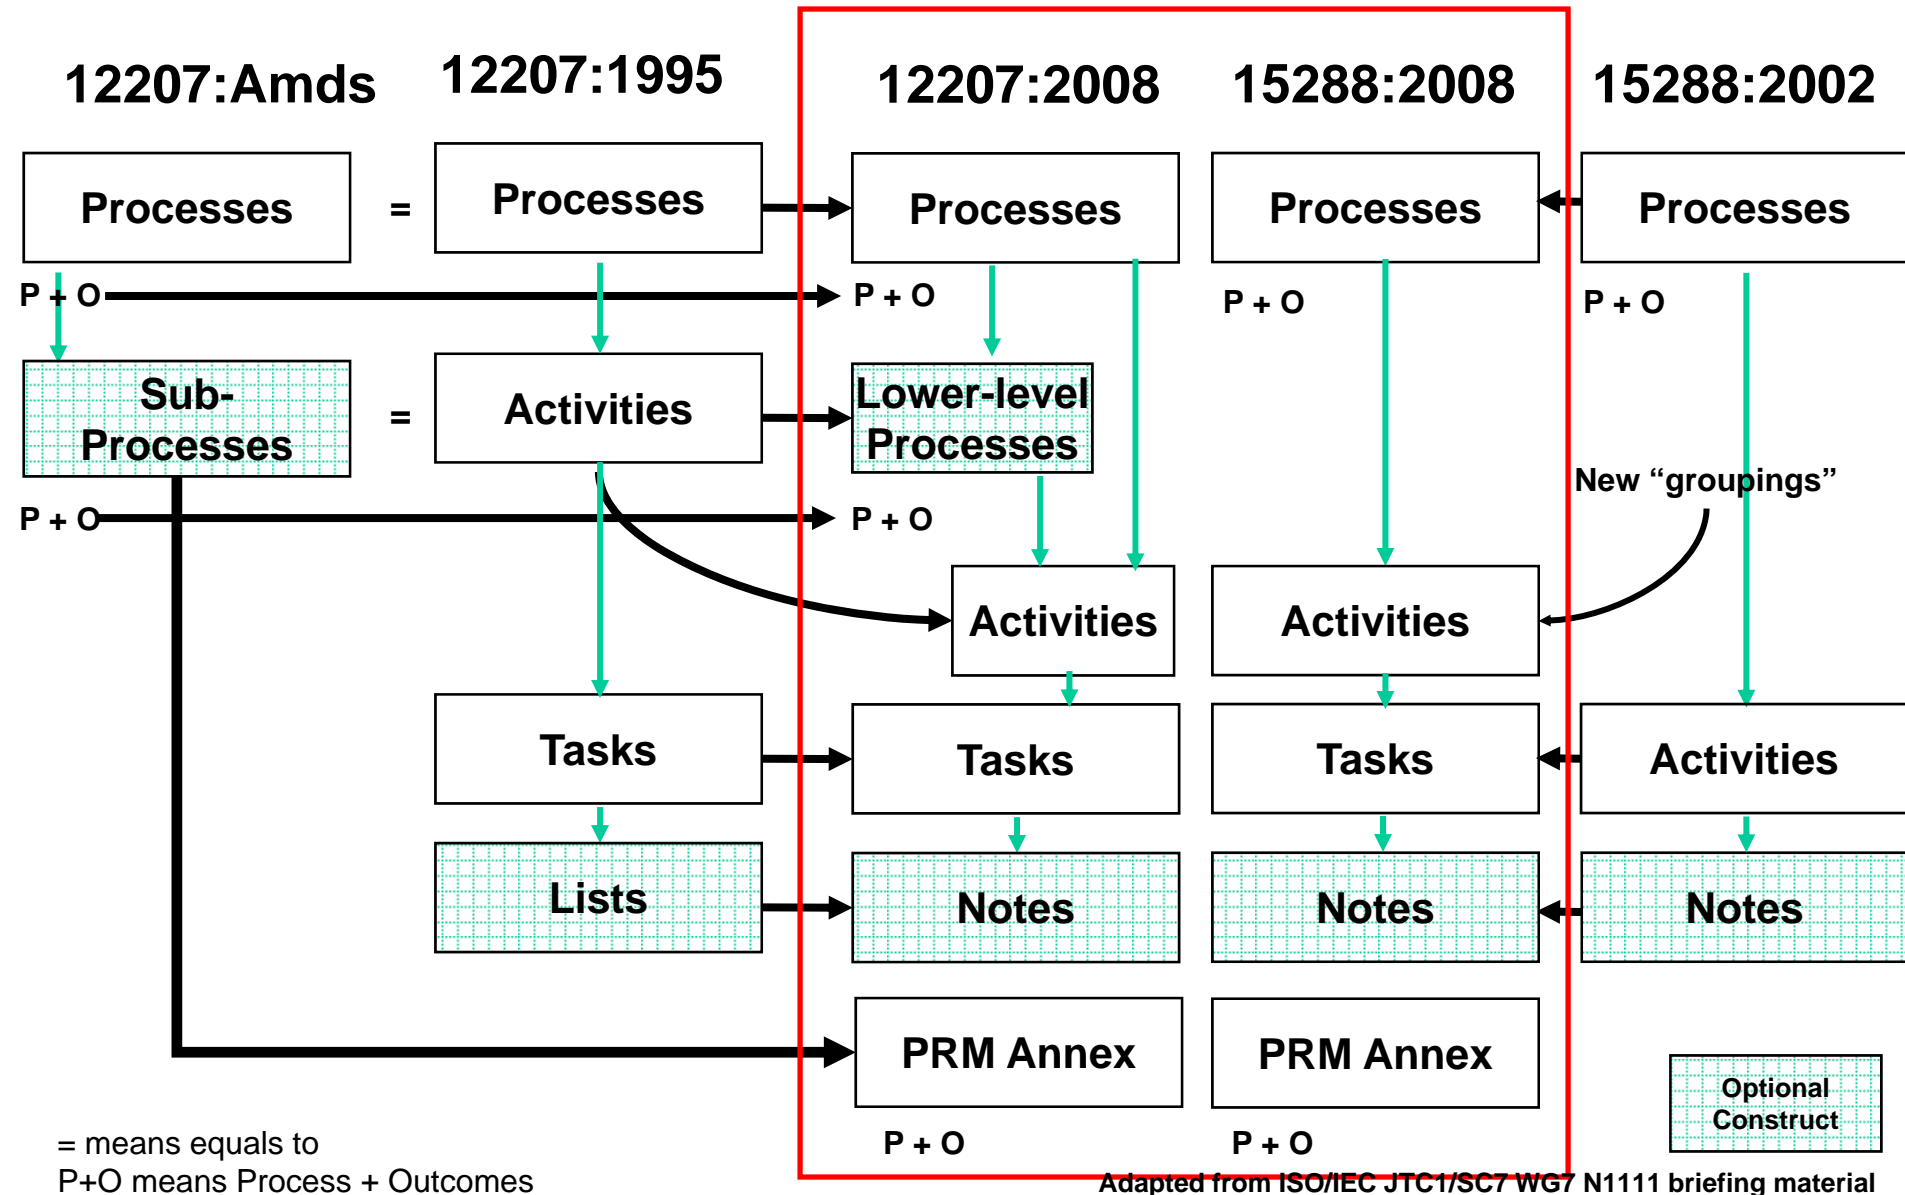 12207:Amds
12207:1995
12207:2008
15288:2008
15288:2002
Processes
=
Processes
Processes
Processes
Processes
P + O
P + O
P + O
P + O
Sub-
Processes
=
Activities
Lower-level
Processes
New “groupings”
P + O
P + O
Activities
Activities
Tasks
Tasks
Tasks
Activities
Lists
Notes
Notes
Notes
PRM Annex
PRM Annex
Optional
Construct
P + O
P + O
= means equals to
P+O means Process + Outcomes
Adapted from ISO/IEC JTC1/SC7 WG7 N1111 briefing material